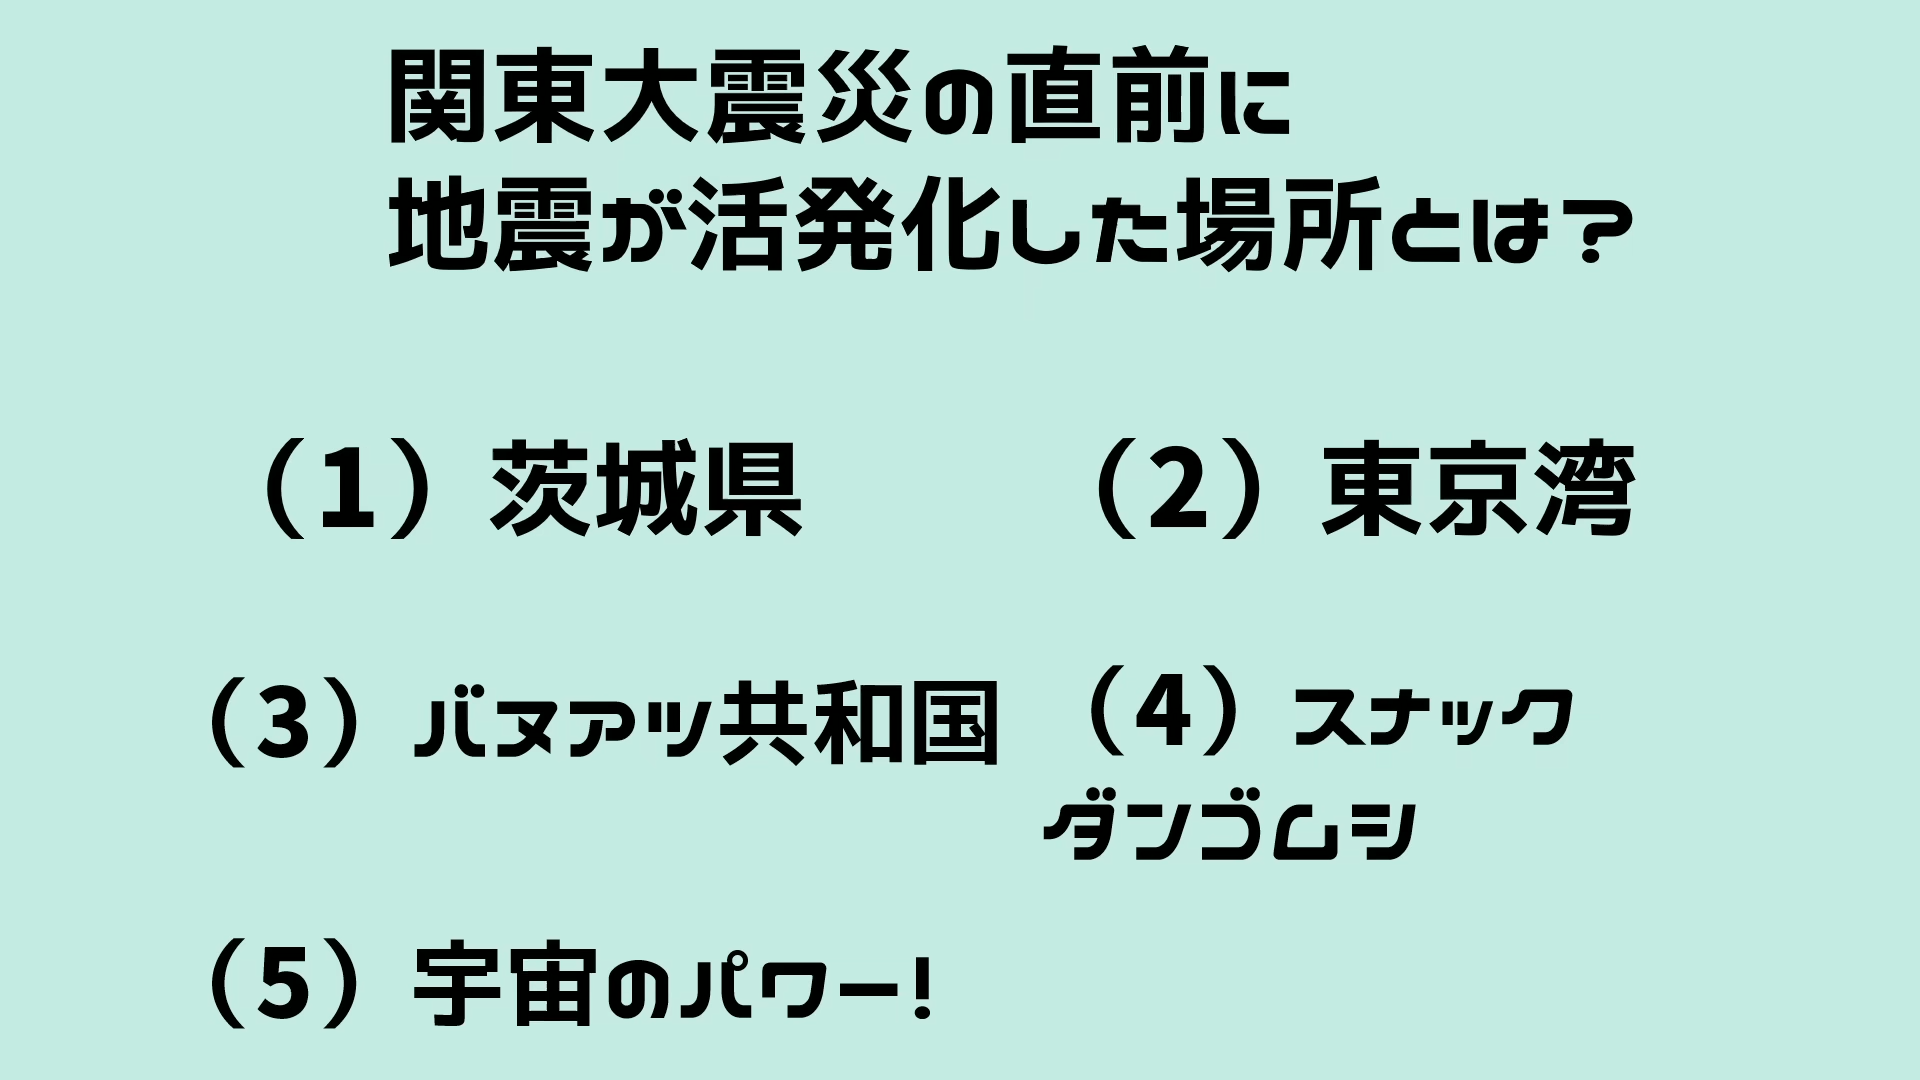 関東大震災の直前に
地震が活発化した場所とは？
（1）茨城県
（2）東京湾
（3）バヌアツ共和国
（4）スナック
ダンゴムシ
（5）宇宙のパワー！